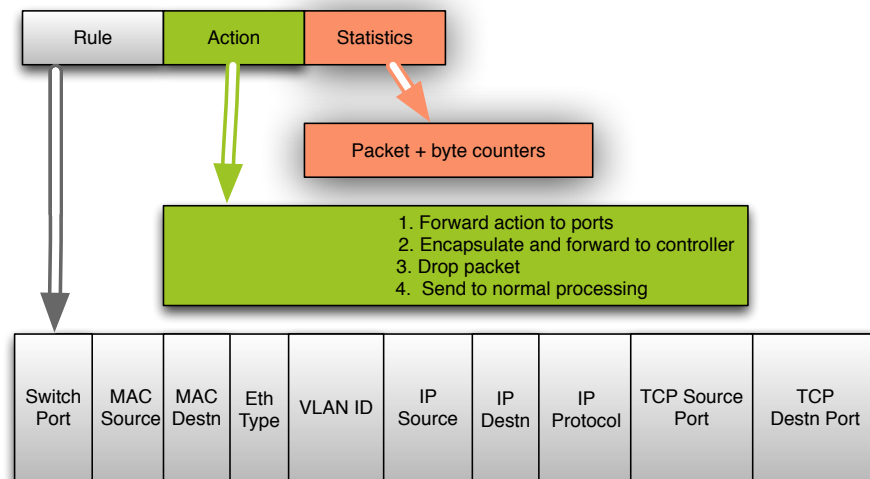 Rule
Action
Statistics
Packet + byte counters
1. Forward action to ports
2. Encapsulate and forward to controller
3. Drop packet
4. Send to normal processing
Switch
Port
MAC
Source
MAC
Destn
Eth
Type
VLAN ID
IP
Source
IP
Destn
IP
Protocol
TCP Source
Port
TCP
Destn Port